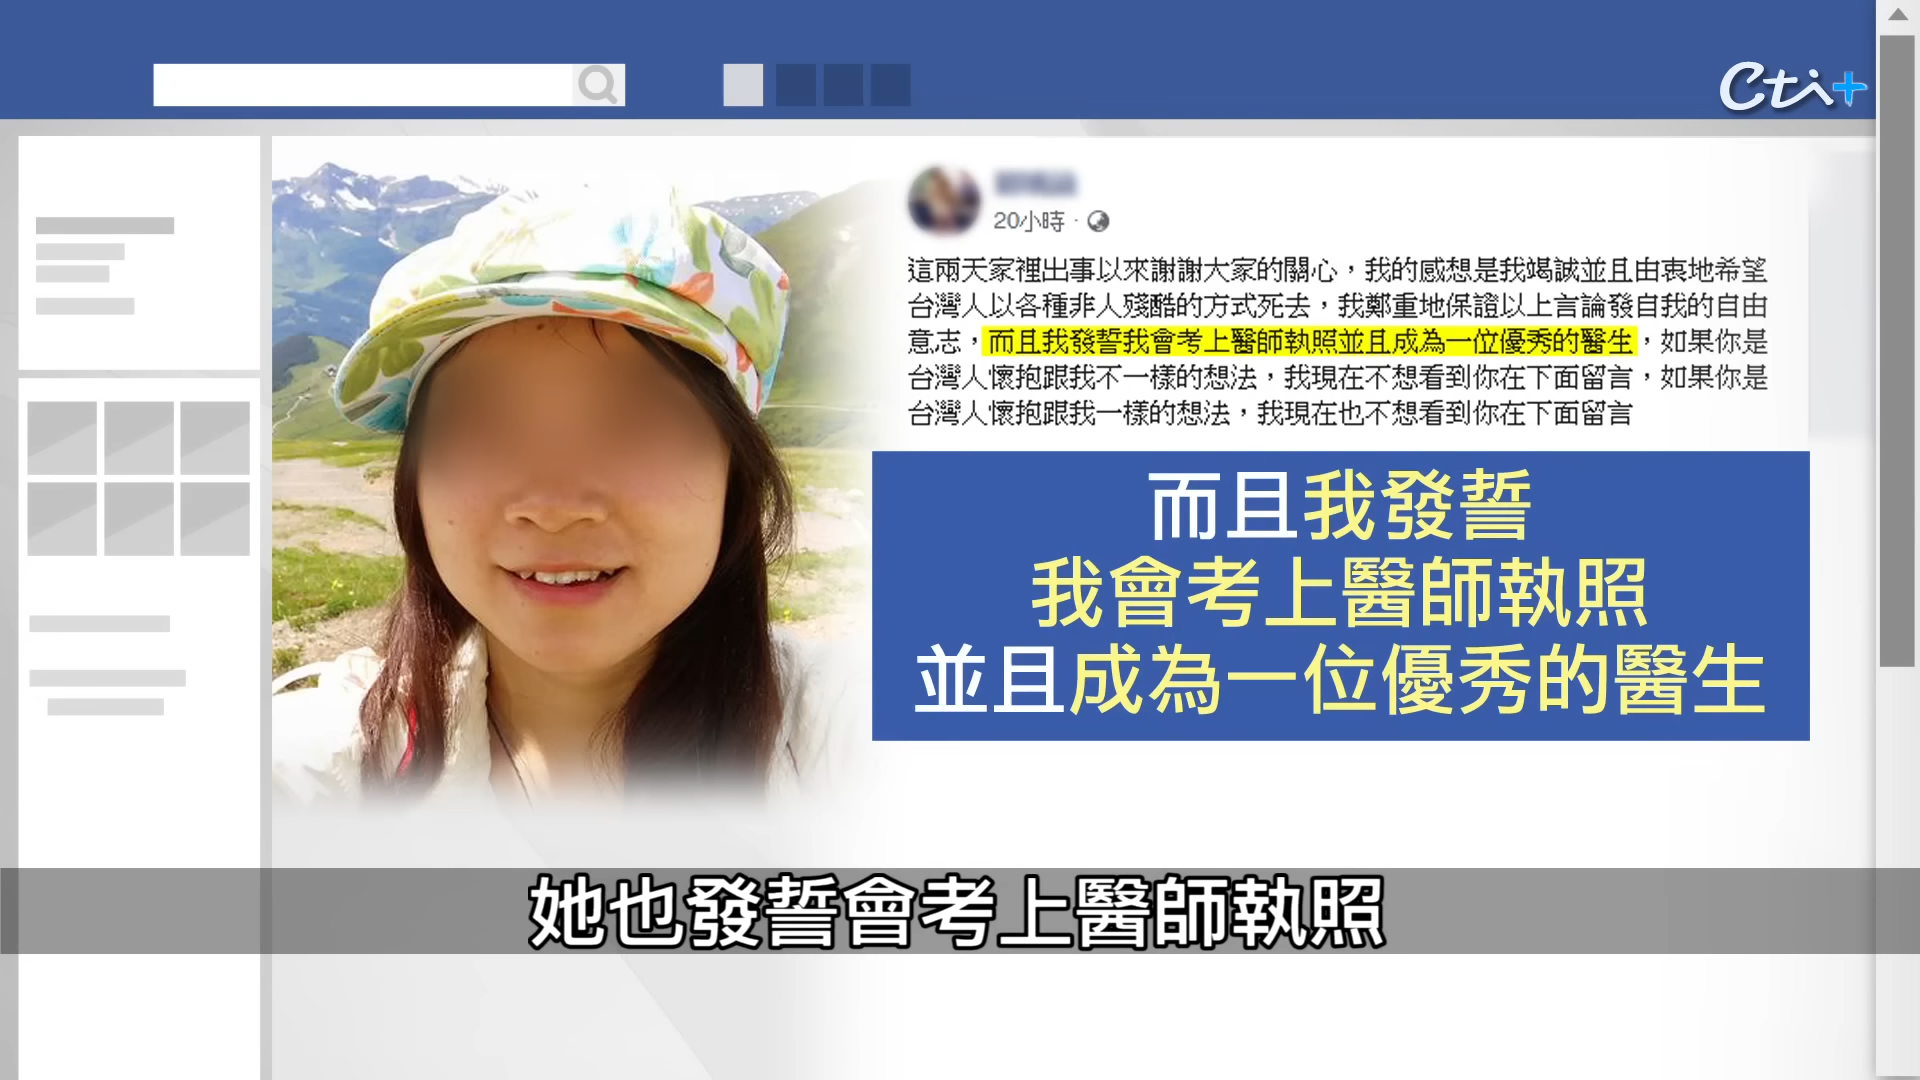 Cti+
20小時
這兩天家裡出事以來謝謝大家的關心，我的感想是我竭誠並且由衷地希望
台灣人以各種非人殘酷的方式死去，我鄭重地保證以上言論發自我的自由
意志，而且我發誓我會考上醫師執照並且成為一位優秀的醫生，如果你是
台灣人懷抱跟我不一樣的想法，我現在不想看到你在下面留言，如果你是
台灣人懷抱跟我一樣的想法，我現在也不想看到你在下面留言
而且我發誓
我會考上醫師執照
並且成為一位優秀的醫生
她也發誓會考上醫師執照